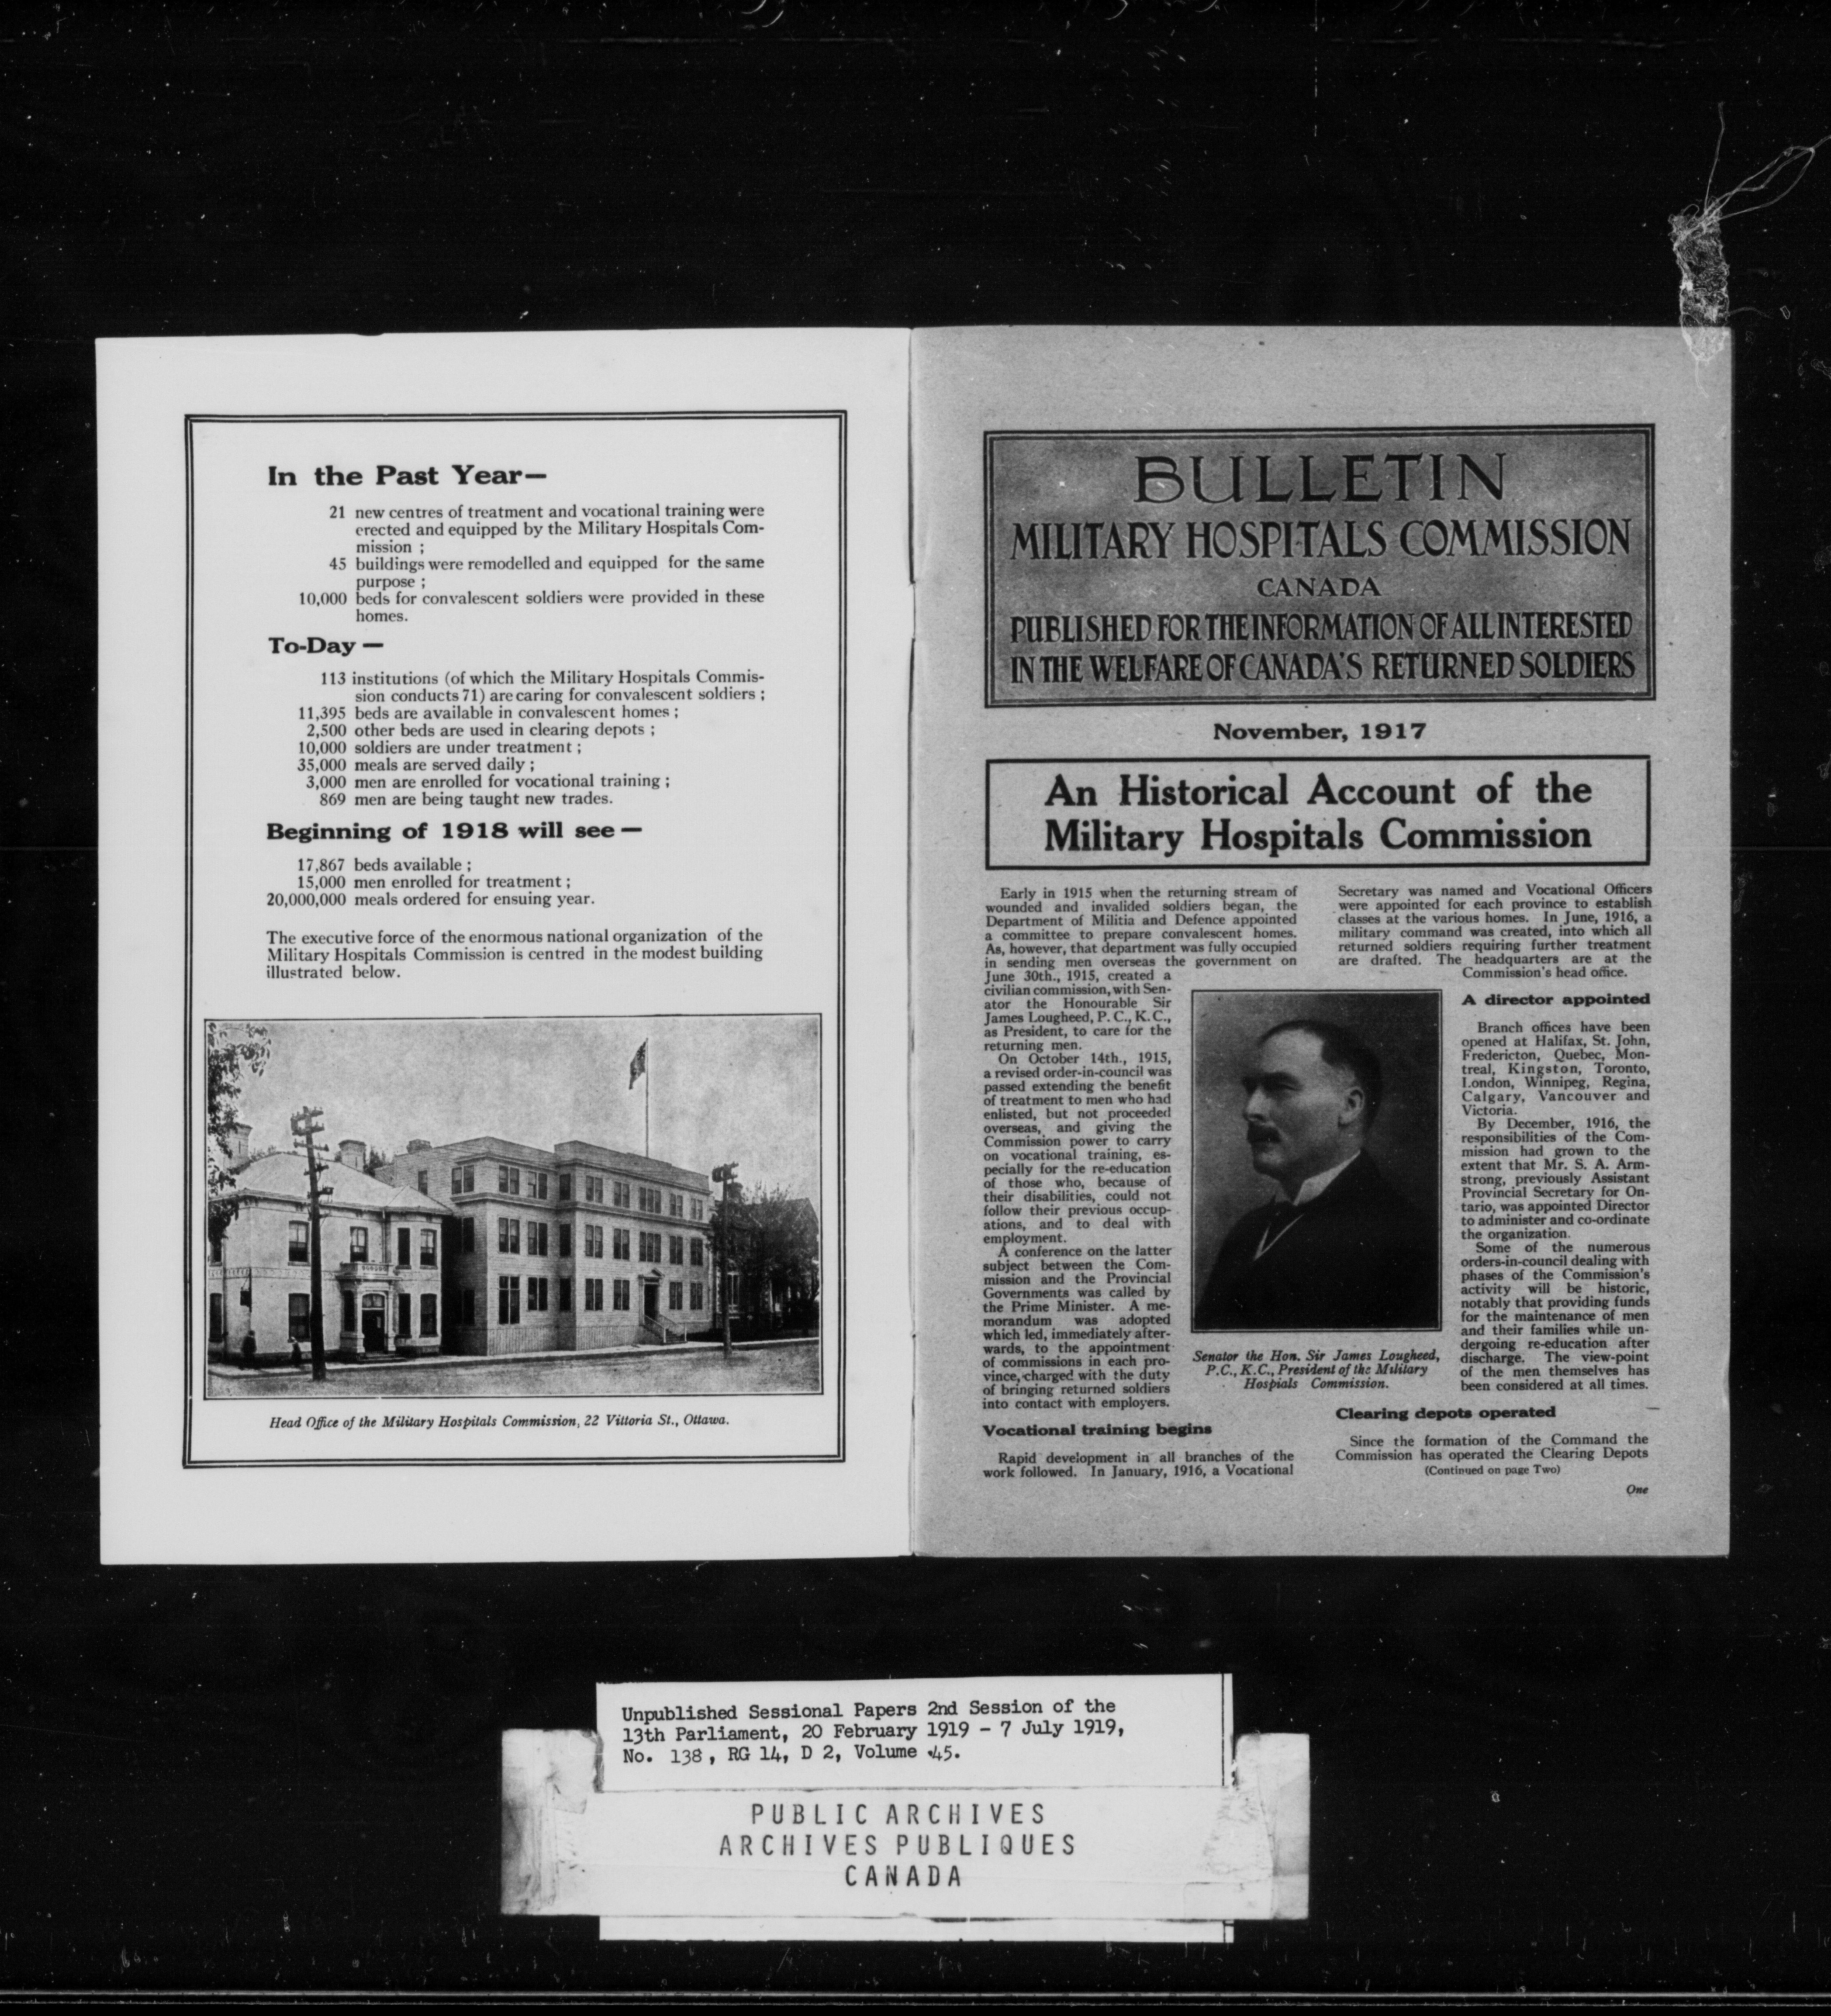 In the Past Year—
21 new centres of treatment and vocational training were
erected and equipped by the Military Hospitals Com-
mission ;
45 buildings were remodelled and equipped for the same
purpose ;
10,000 beds for convalescent soldiers were provided in these
homes.
To-Day —
113 institutions (of which the Military Hospitals Commis-
sion conducts 71) are caring for convalescent soldiers ;
11,395 beds are available in convalescent homes ;
2,500 other beds are used in clearing depots ;
10,000 soldiers are under treatment ;
35,000 meals are served daily ;
3,000 men are enrolled for vocational training ;
869 men are being taught new trades.
Beginning of 1918 will see —
17,867 beds available ;
15,000 men enrolled for treatment ;
20,000,000 meals ordered for ensuing year.
The executive force of the enormous national organization of the
Military Hospitals Commission is centred in the modest building
illustrated below.
Head Office of the Military Hospitals Commission, 22 Vittoria St., Ottawa.
BULLETIN
MILITARY HOSPITALS COMMISSION
CANADA
PUBLISHED FOR THE INFORMATION OF ALL INTERESTED
IN THE WELFARE OF CANADA'S RETURNED SOLDIERS
November, 1917
An Historical Account of the
Military Hospitals Commission
Early in 1915 when the returning stream of
wounded and invalided soldiers began, the
Department of Militia and Defence appointed
a committee to prepare convalescent homes.
As, however, that department was fully occupied
in sending men overseas the government on
June 30th., 1915, created a
civilian commission, with Sen-
ator the Honourable Sir
James Lougheed, P. C., K. C.,
as President, to care for the
returning men.
On October 14th., 1915,
a revised order-in-council was
passed extending the benefit
of treatment to men who had
enlisted, but not proceeded
overseas, and giving the
Commission power to carry
on vocational training, es-
pecially for the re-education
of those who, because of
their disabilities, could not
follow their previous occup-
ations, and to deal with
employment.
A conference on the latter
subject between the Com-
mission and the Provincial
Governments was called by
the Prime Minister. A me-
morandum was adopted
which led, immediately after-
wards, to the appointment
of commissions in each pro-
vince, charged with the duty
of bringing returned soldiers
into contact with employers.
Vocational training begins
Rapid development in all branches of the
work followed. In January, 1916, a Vocational
Secretary was named and Vocational Officers
were appointed for each province to establish
classes at the various homes. In June, 1916, a
military command was created, into which all
returned soldiers requiring further treatment
are drafted. The headquarters are at the
Commission's head office.
A director appointed
Branch offices have been
opened at Halifax, St. John,
Fredericton, Quebec, Mon-
treal, Kingston, Toronto,
London, Winnipeg, Regina,
Calgary, Vancouver and
Victoria.
By December, 1916, the
responsibilities of the Com-
mission had grown to the
extent that Mr. S. A. Arm-
strong, previously Assistant
Provincial Secretary for On-
tario, was appointed Director
to administer and co-ordinate
the organization.
Some of the numerous
orders-in-council dealing with
phases of the Commission's
activity will be historic,
notably that providing funds
for the maintenance of men
and their families while un-
dergoing re-education after
discharge. The view-point
of the men themselves has
been considered at all times.
Senator the Hon. Sir James Lougheed,
P.C., K.C., President of the Military
Hospials Commission.
Clearing depots operated
Since the formation of the Command the
Commission has operated the Clearing Depots
(Continued on page Two)
One
Unpublished Sessional Papers 2nd Session of the
13th Parliament, 20 February 1919 - 7 July 1919,
No. 138, RG 14, D 2, Volume 45.
PUBLIC ARCHIVES
ARCHIVES PUBLIQUES
CANADA